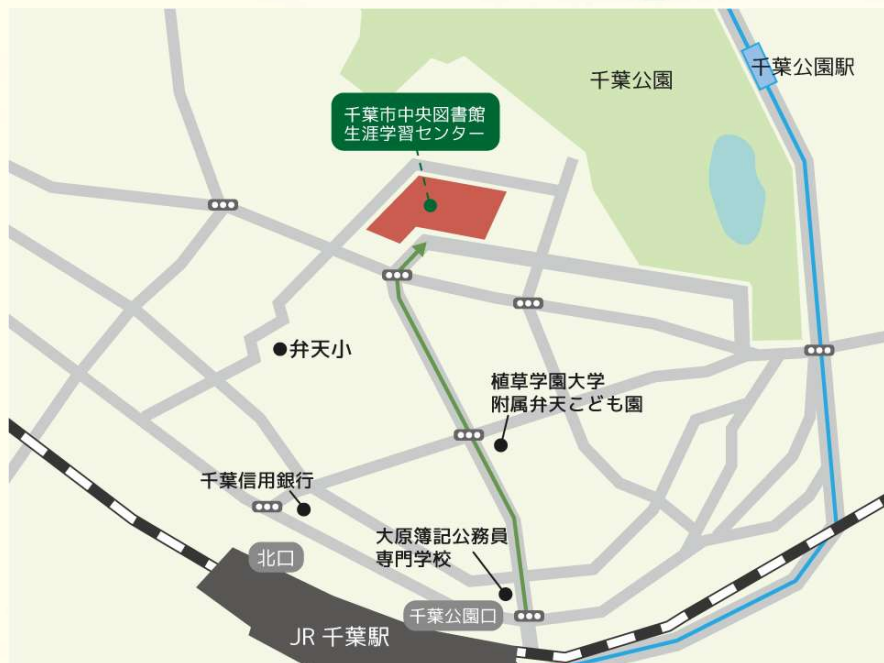 千葉公園
千葉公園駅
千葉市中央図書館
生涯学習センター
弁天小
植草学園大学
附属弁天こども園
千葉信用銀行
大原簿記公務員
専門学校
北口
千葉公園口
JR 千葉駅